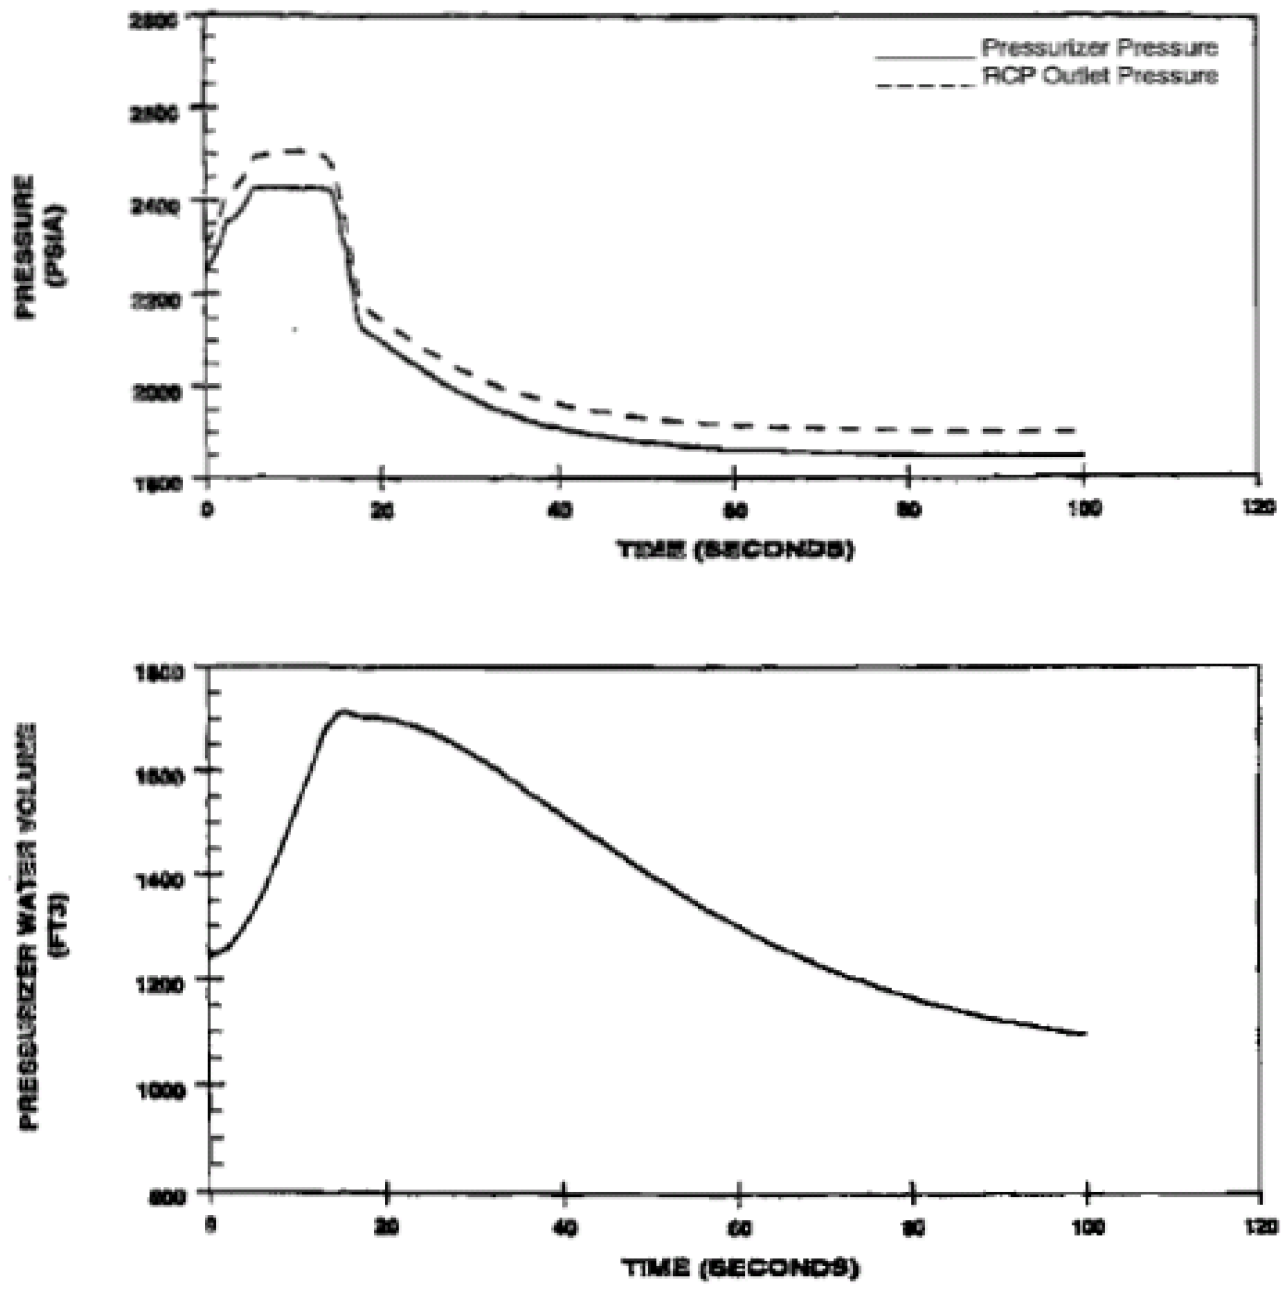 2800
Pressurizer Pressure
RCP Outlet Pressure
2600
2400
2200
2000
1800
PRESSURE
(PSIA)
0 20 40 60 80 100 120
TIME (SECONDS)
1800
1600
1400
1200
1000
800
PRESSURIZER WATER VOLUME
(FT3)
0 20 40 60 80 100 120
TIME (SECONDS)